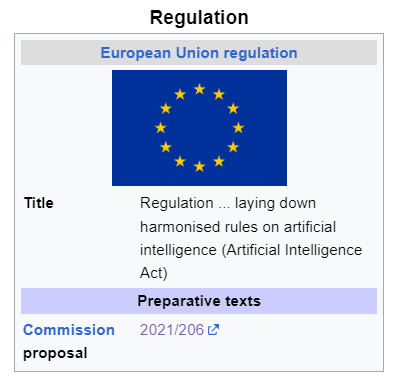 Regulation
European Union regulation
Title
Regulation ... laying down
harmonised rules on artificial
intelligence (Artificial Intelligence
Act)
Preparative texts
Commission
proposal
2021/206